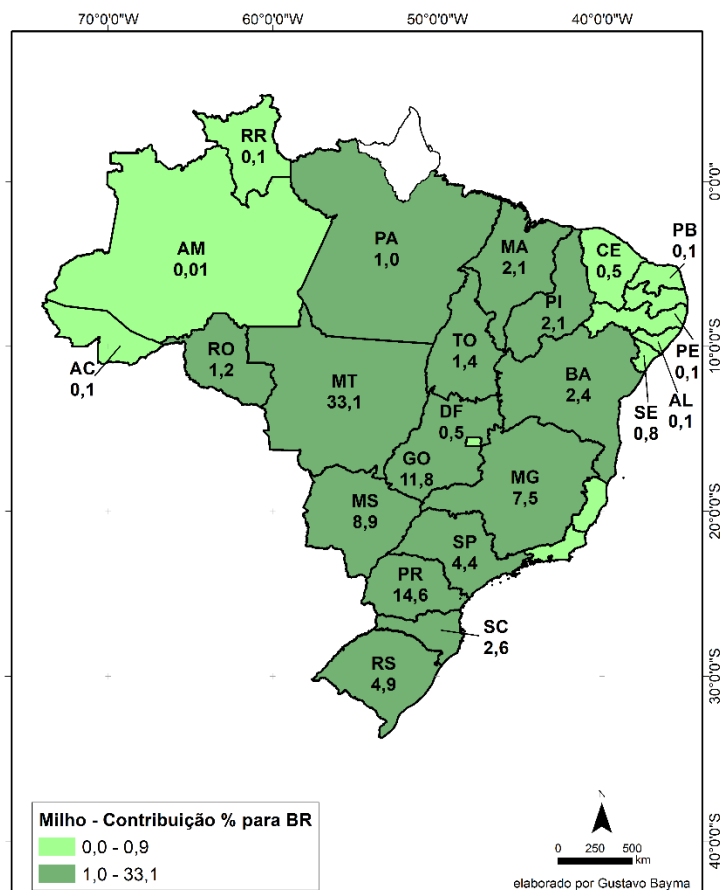 70°0'0"W
60°0'0"W
50°0'0"W
40°0'0"W
RR
0,1
0°0'0"
AM
0,01
PA
1,0
MA
2,1
CE
0,5
PB
0,1
PI
2,1
AC
0,1
RO
1,2
TO
1,4
PE
0,1
10°0'0"S
MT
33,1
BA
2,4
AL
0,1
SE
0,8
DF
0,5
GO
11,8
MG
7,5
MS
8,9
20°0'0"S
SP
4,4
PR
14,6
SC
2,6
RS
4,9
30°0'0"S
Milho - Contribuição % para BR
0,0 - 0,9
1,0 - 33,1
N
0 250 500
km
40°0'0"S
elaborado por Gustavo Bayma